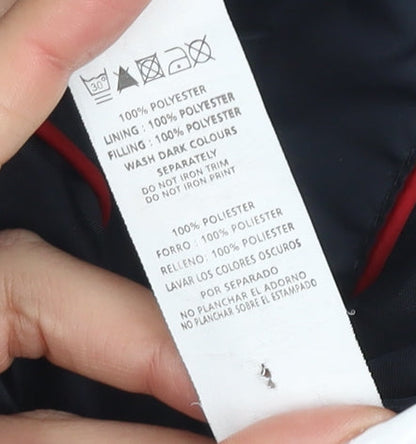 30°
100% POLYESTER
LINING : 100% POLYESTER
FILLING : 100% POLYESTER
WASH DARK COLOURS
SEPARATELY
DO NOT IRON TRIM
DO NOT IRON PRINT
100% POLIESTER
FORRO : 100% POLIESTER
RELLENO: 100% POLIESTER
LAVAR LOS COLORES OSCUROS
POR SEPARADO
NO PLANCHAR EL ADORNO
NO PLANCHAR SOBRE EL ESTAMPADO